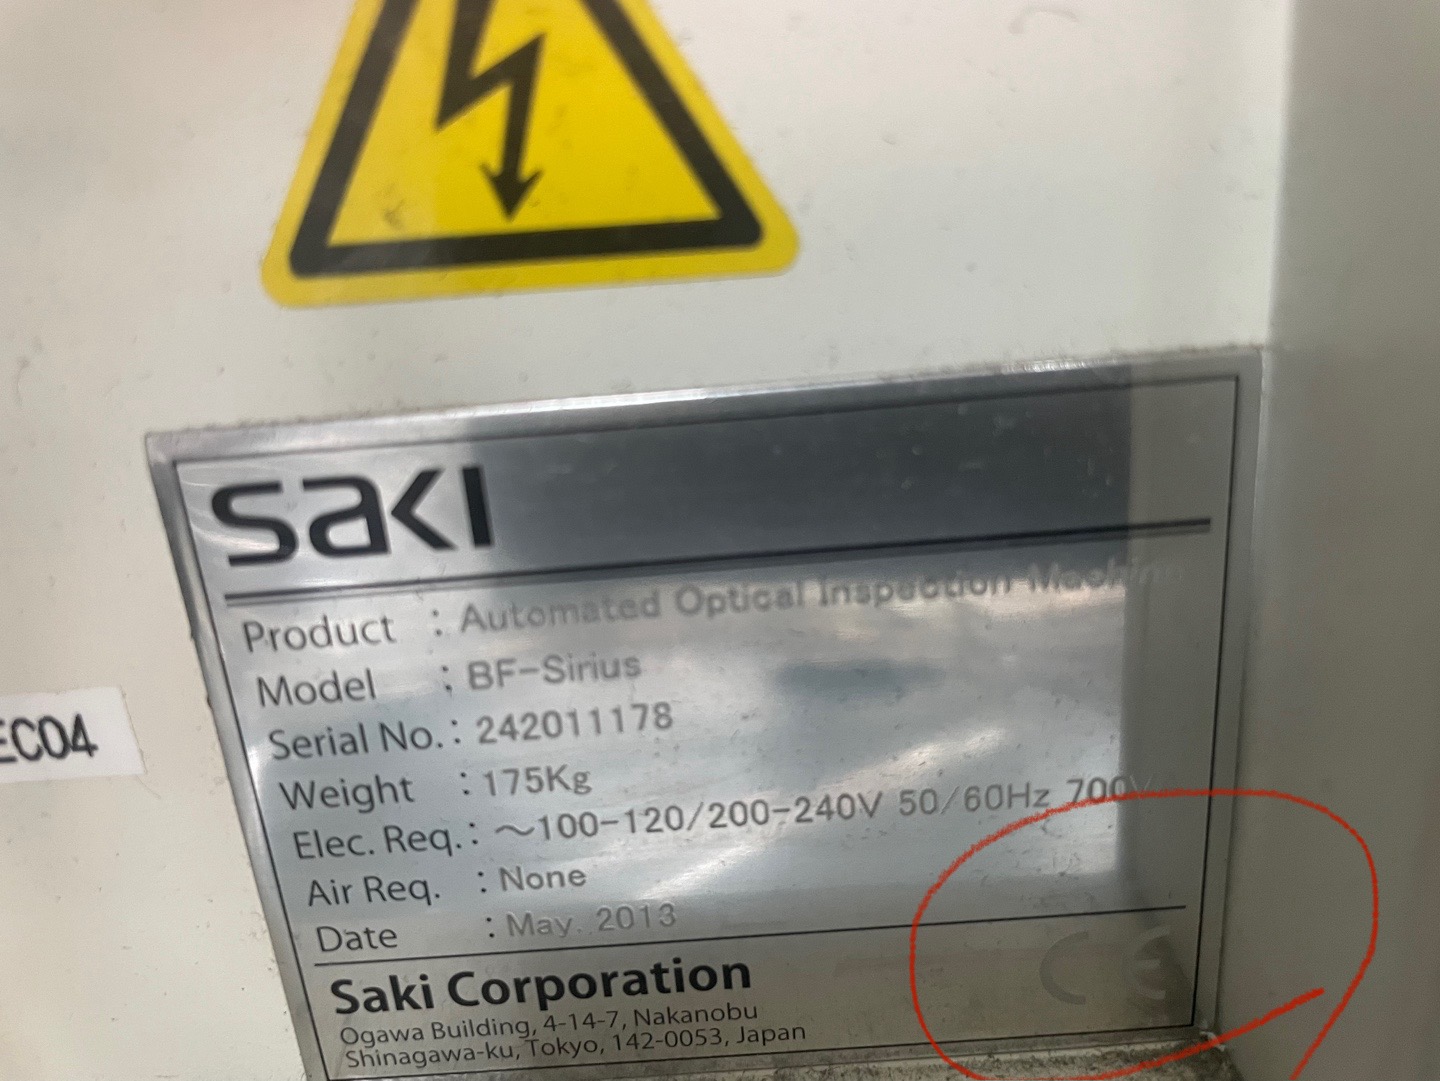 saki
Product : Automated Optical Inspection Machine
Model : BF-Sirius
Serial No. : 242011178
Weight : 175Kg
Elec. Req. : ～100-120/200-240V 50/60Hz 700V
Air Req. : None
Date : May. 2013
Saki Corporation
Ogawa Building, 4-14-7, Nakanobu
Shinagawa-ku, Tokyo, 142-0053, Japan
CE
EC04